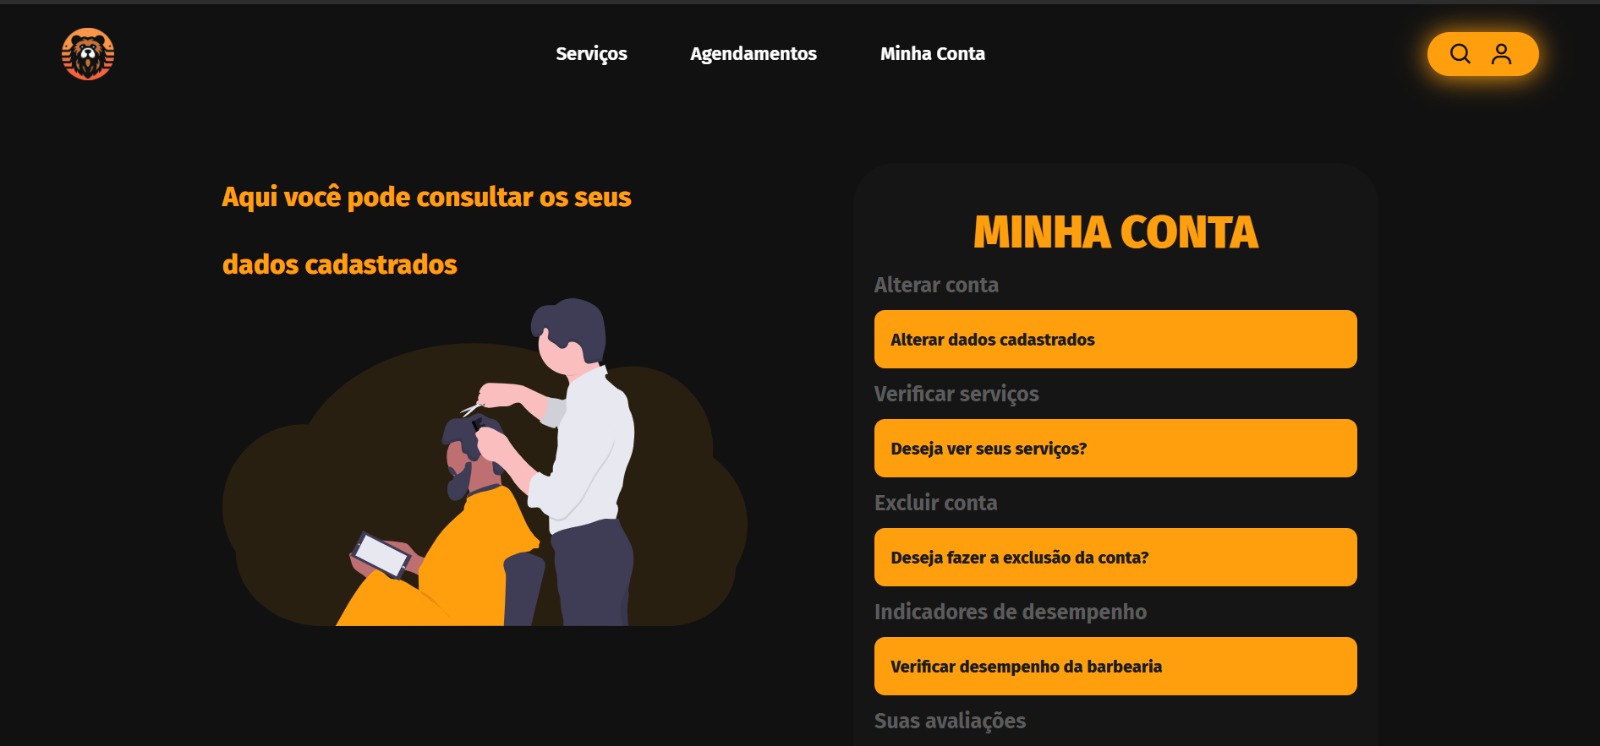 Serviços
Agendamentos
Minha Conta
Aqui você pode consultar os seus
dados cadastrados
MINHA CONTA
Alterar conta
Alterar dados cadastrados
Verificar serviços
Deseja ver seus serviços?
Excluir conta
Deseja fazer a exclusão da conta?
Indicadores de desempenho
Verificar desempenho da barbearia
Suas avaliações